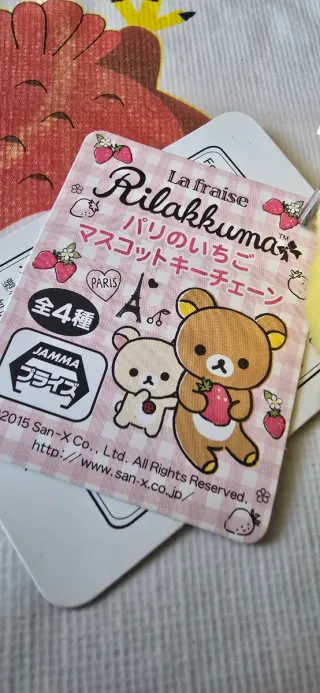 La fraise
Rilakkuma™
パリのいちご
マスコットキーチェーン
PARIS
全4種
JAMMA
プライズ
©2015 San-X Co., Ltd. All Rights Reserved.
http://www.san-x.co.jp/